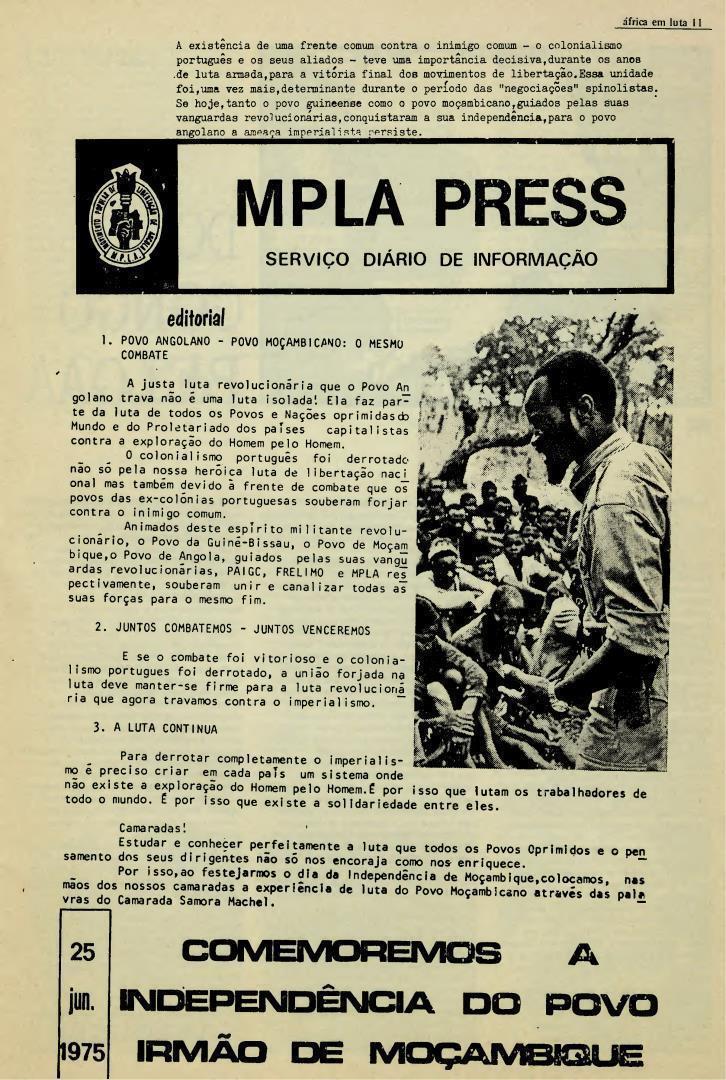 áfrica em luta 11
A existência de uma frente comum contra o inimigo comum - o colonialismo
português e os seus aliados - teve uma importância decisiva,durante os anos
.de luta armada,para a vitória final dos movimentos de libertação.Essa unidade
foi,uma vez mais,determinante durante o período das "negociações" spinolistas.
Se hoje,tanto o povo guineense como o povo moçambicano,guiados pelas suas
vanguardas revolucionárias,conquistaram a sua independência,para o povo
angolano a ameaça imperialista persiste.
MOVIMENTO POPULAR DE LIBERTAÇÃO DE ANGOLA
M.P.L.A.
MPLA PRESS
SERVIÇO DIÁRIO DE INFORMAÇÃO
editorial
1. POVO ANGOLANO - POVO MOÇAMBICANO: O MESMO
COMBATE
A justa luta revolucionária que o Povo An
golano trava não é uma luta isolada! Ela faz par
te da luta de todos os Povos e Nações oprimidas do
Mundo e do Proletariado dos países capitalistas
contra a exploração do Homem pelo Homem.
O colonialismo português foi derrotado
não só pela nossa heróica luta de libertação naci
onal mas também devido à frente de combate que os
povos das ex-colónias portuguesas souberam forjar
contra o inimigo comum.
Animados deste espírito militante revolu-
cionário, o Povo da Guiné-Bissau, o Povo de Moçam
bique,o Povo de Angola, guiados pelas suas vangu
ardas revolucionárias, PAIGC, FRELIMO e MPLA res
pectivamente, souberam unir e canalizar todas as
suas forças para o mesmo fim.
2. JUNTOS COMBATEMOS - JUNTOS VENCEREMOS
E se o combate foi vitorioso e o colonia-
lismo portugues foi derrotado, a união forjada na
luta deve manter-se firme para a luta revolucioná
ria que agora travamos contra o imperialismo.
3. A LUTA CONTINUA
Para derrotar completamente o imperialis-
mo é preciso criar em cada país um sistema onde
não existe a exploração do Homem pelo Homem.É por isso que lutam os trabalhadores de
todo o mundo. É por isso que existe a solidariedade entre eles.
Camaradas!
Estudar e conhecer perfeitamente a luta que todos os Povos Oprimidos e o pen
samento dos seus dirigentes não só nos encoraja como nos enriquece.
Por isso,ao festejarmos o dia da Independência de Moçambique,colocamos, nas
mãos dos nossos camaradas a experiência de luta do Povo Moçambicano através das pala
vras do Camarada Samora Machel.
25
jun.
1975
COMEMOREMOS A
INDEPENDÊNCIA DO POVO
IRMÃO DE MOÇAMBIQUE